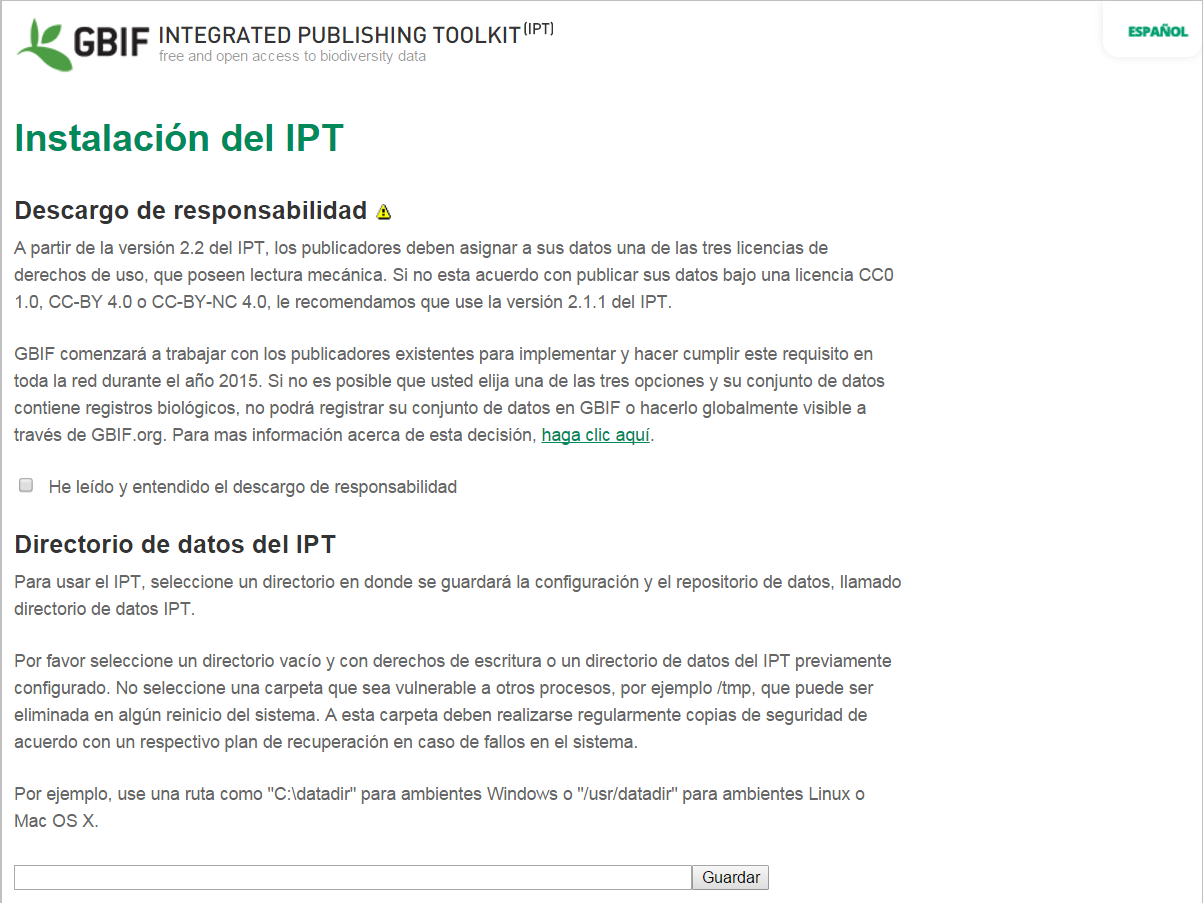 GBIF INTEGRATED PUBLISHING TOOLKIT(IPT)
free and open access to biodiversity data
ESPAÑOL
Instalación del IPT
Descargo de responsabilidad
A partir de la versión 2.2 del IPT, los publicadores deben asignar a sus datos una de las tres licencias de
derechos de uso, que poseen lectura mecánica. Si no esta acuerdo con publicar sus datos bajo una licencia CC0
1.0, CC-BY 4.0 o CC-BY-NC 4.0, le recomendamos que use la versión 2.1.1 del IPT.
GBIF comenzará a trabajar con los publicadores existentes para implementar y hacer cumplir este requisito en
toda la red durante el año 2015. Si no es posible que usted elija una de las tres opciones y su conjunto de datos
contiene registros biológicos, no podrá registrar su conjunto de datos en GBIF o hacerlo globalmente visible a
través de GBIF.org. Para mas información acerca de esta decisión, haga clic aquí.
He leído y entendido el descargo de responsabilidad
Directorio de datos del IPT
Para usar el IPT, seleccione un directorio en donde se guardará la configuración y el repositorio de datos, llamado
directorio de datos IPT.
Por favor seleccione un directorio vacío y con derechos de escritura o un directorio de datos del IPT previamente
configurado. No seleccione una carpeta que sea vulnerable a otros procesos, por ejemplo /tmp, que puede ser
eliminada en algún reinicio del sistema. A esta carpeta deben realizarse regularmente copias de seguridad de
acuerdo con un respectivo plan de recuperación en caso de fallos en el sistema.
Por ejemplo, use una ruta como "C:\datadir" para ambientes Windows o "/usr/datadir" para ambientes Linux o
Mac OS X.
Guardar